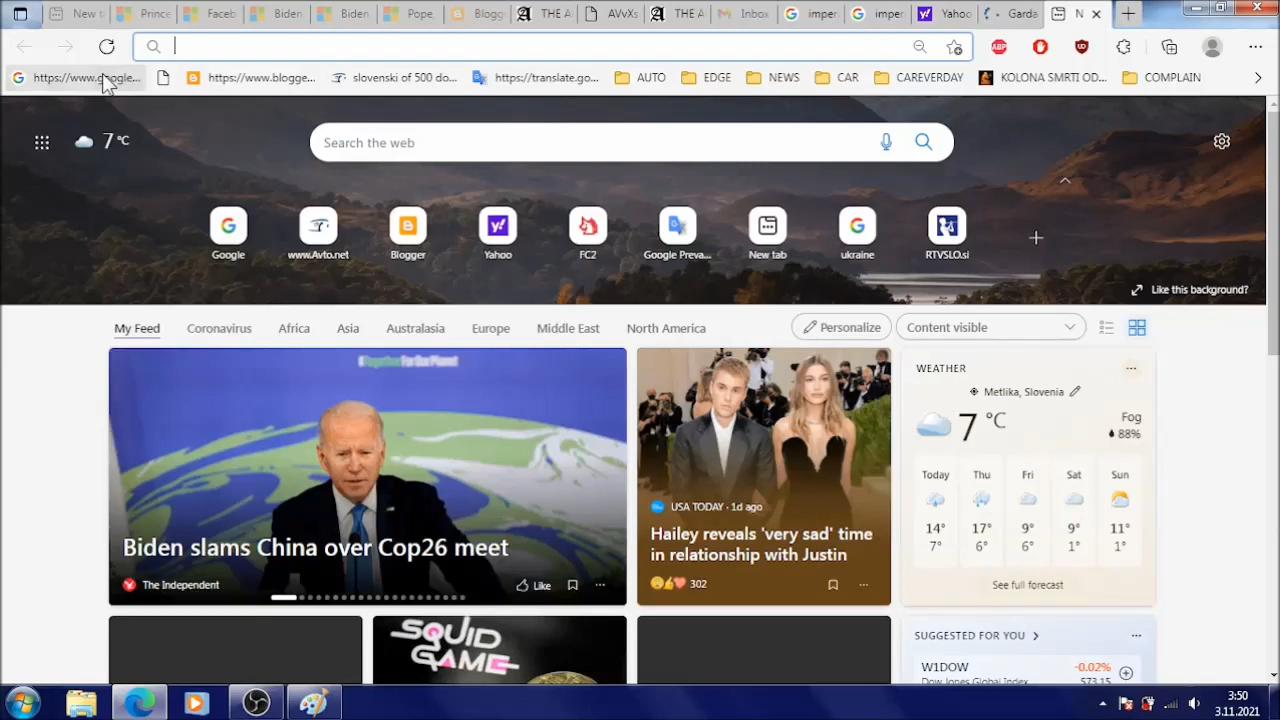 New t
Prince
Faceb
Biden
Biden
Pope,
Blogg
THE A
AVvXs
THE A
Inbox
imper
imper
Yahoo
Garda
N
https://www.google...
https://www.blogge...
slovenski of 500 do...
https://translate.go...
AUTO
EDGE
NEWS
CAR
CAREVERDAY
KOLONA SMRTI OD...
COMPLAIN
ABP
7 °C
Search the web
Google
www.Avto.net
Blogger
Yahoo
FC2
Google Preva...
New tab
ukraine
RTVSLO.si
Like this background?
My Feed
Coronavirus
Africa
Asia
Australasia
Europe
Middle East
North America
Personalize
Content visible
Biden slams China over Cop26 meet
The Independent
Like
USA TODAY · 1d ago
Hailey reveals 'very sad' time
in relationship with Justin
302
WEATHER
Metlika, Slovenia
7 °C
Fog
88%
Today
Thu
Fri
Sat
Sun
14°
17°
9°
9°
11°
7°
6°
6°
1°
1°
See full forecast
SQUID
GAME
SUGGESTED FOR YOU
W1DOW
-0.02%
Dow Jones Global Index
573.15
3:50
3.11.2021